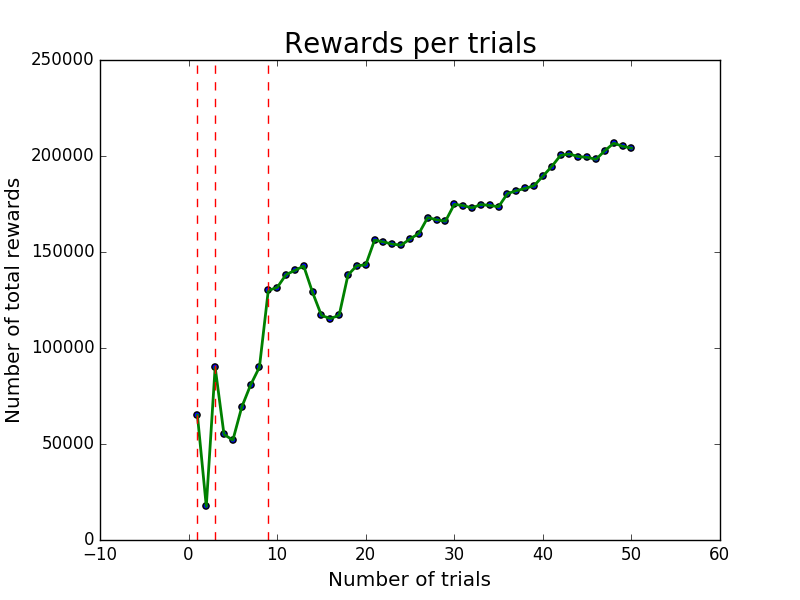 Rewards per trials
250000
200000
150000
100000
50000
0
Number of total rewards
−10 0 10 20 30 40 50 60
Number of trials